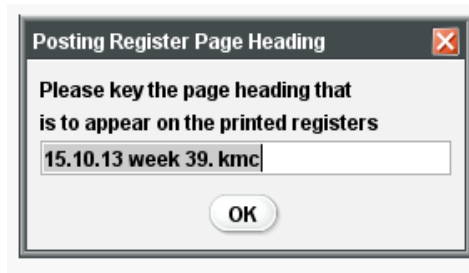 Posting Register Page Heading
Please key the page heading that
is to appear on the printed registers
15.10.13 week 39. kmc
OK